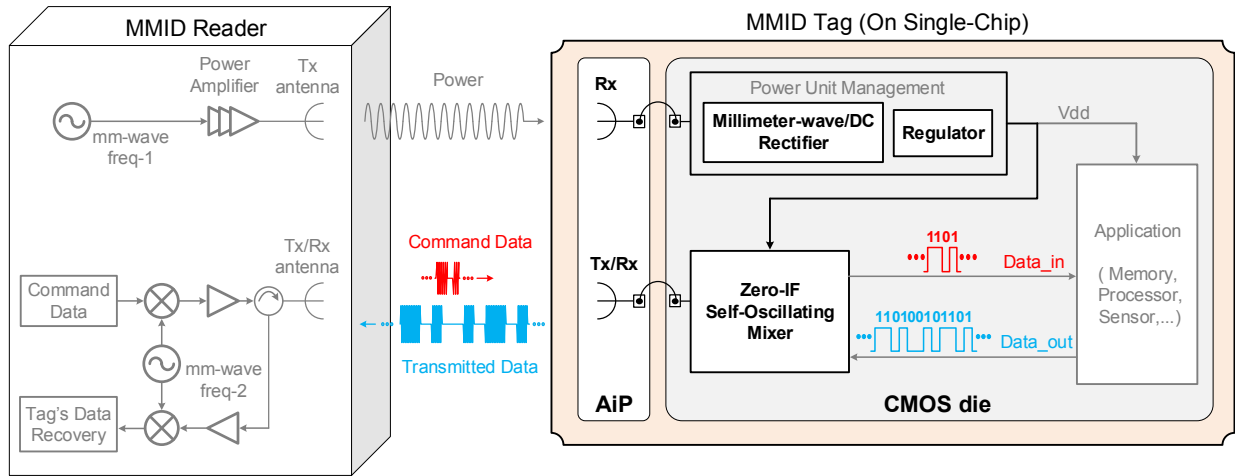 MMID Reader
Power
Amplifier
Tx
antenna
mm-wave
freq-1
Tx/Rx
antenna
Command
Data
mm-wave
freq-2
Tag's Data
Recovery
Power
Command Data
Transmitted Data
MMID Tag (On Single-Chip)
Rx
Tx/Rx
AiP
Power Unit Management
Millimeter-wave/DC
Rectifier
Regulator
Vdd
Zero-IF
Self-Oscillating
Mixer
1101
Data_in
110100101101
Data_out
Application
( Memory,
Processor,
Sensor,...)
CMOS die